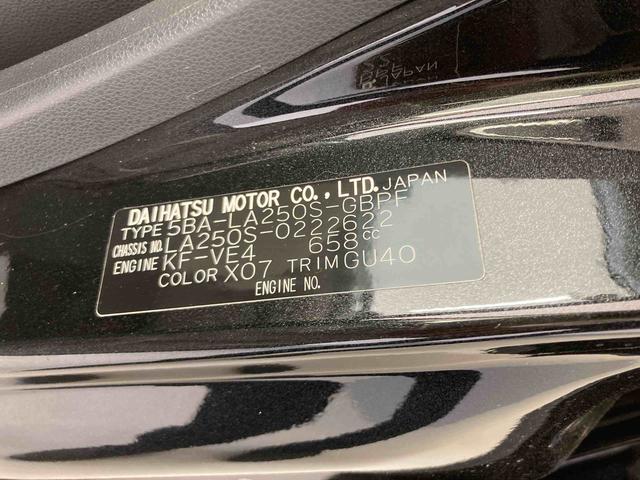 DAIHATSU MOTOR CO., LTD. JAPAN
TYPE 5BA-LA250S-GBPF
CHASSIS NO. LA250S-0222622
ENGINE KF-VE4 658cc
COLOR X07 TRIM GU40
ENGINE NO.